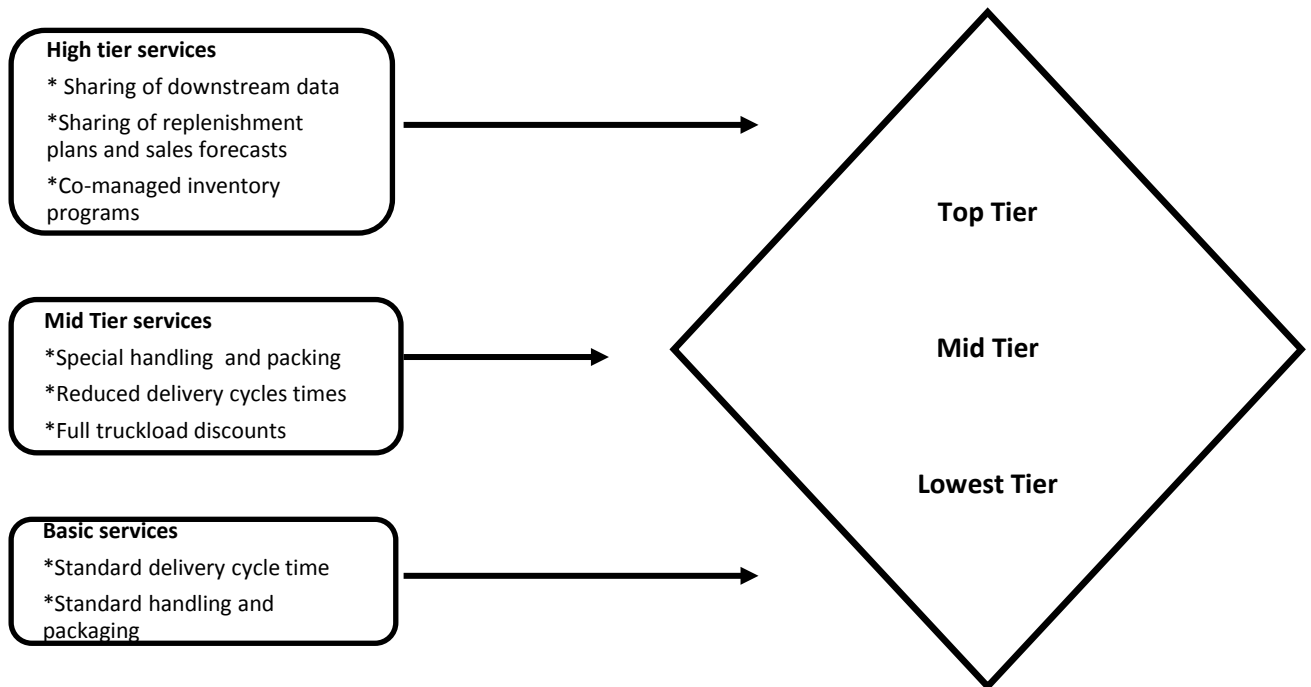 High tier services
* Sharing of downstream data
*Sharing of replenishment
plans and sales forecasts
*Co-managed inventory
programs
Top Tier
Mid Tier services
*Special handling and packing
*Reduced delivery cycles times
*Full truckload discounts
Mid Tier
Lowest Tier
Basic services
*Standard delivery cycle time
*Standard handling and
packaging